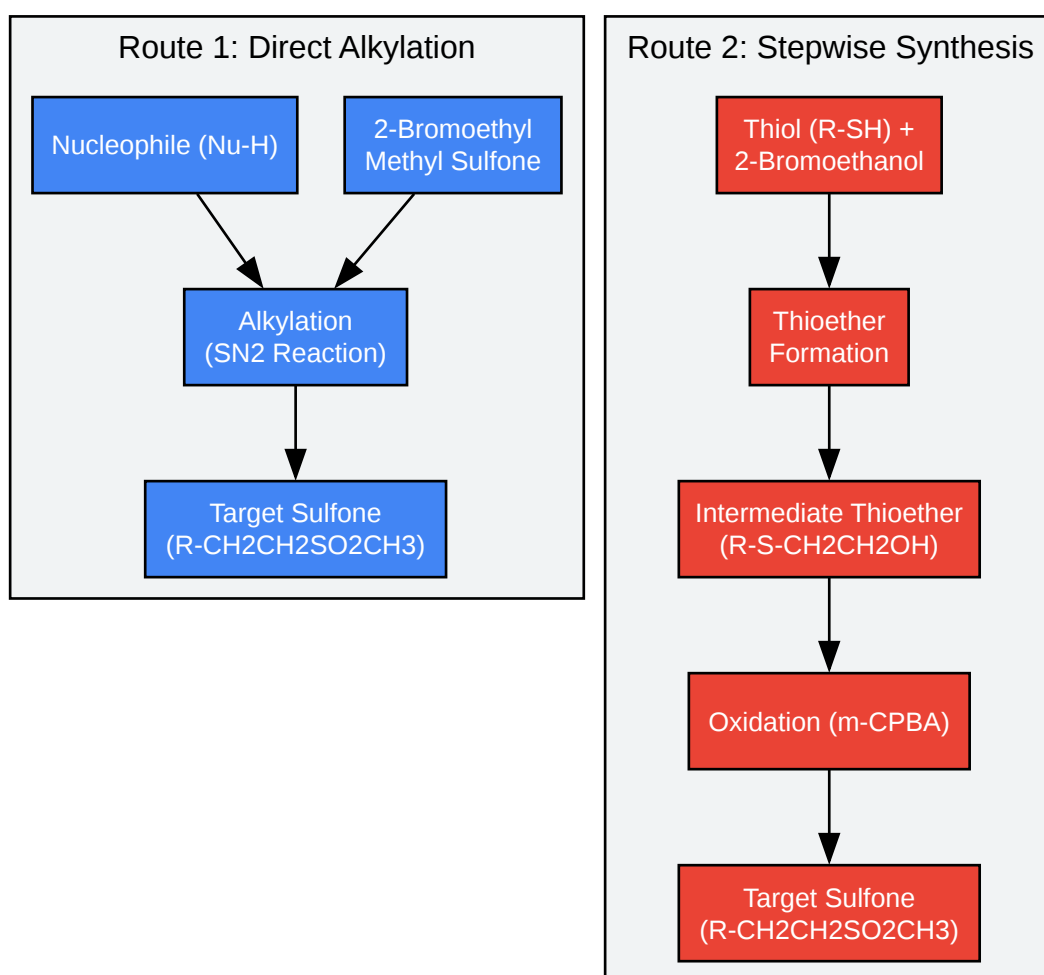 Route 1: Direct Alkylation
Nucleophile (Nu-H)
2-Bromoethyl
Methyl Sulfone
Alkylation
(SN2 Reaction)
Target Sulfone
(R-CH2CH2SO2CH3)
Route 2: Stepwise Synthesis
Thiol (R-SH) +
2-Bromoethanol
Thioether
Formation
Intermediate Thioether
(R-S-CH2CH2OH)
Oxidation (m-CPBA)
Target Sulfone
(R-CH2CH2SO2CH3)